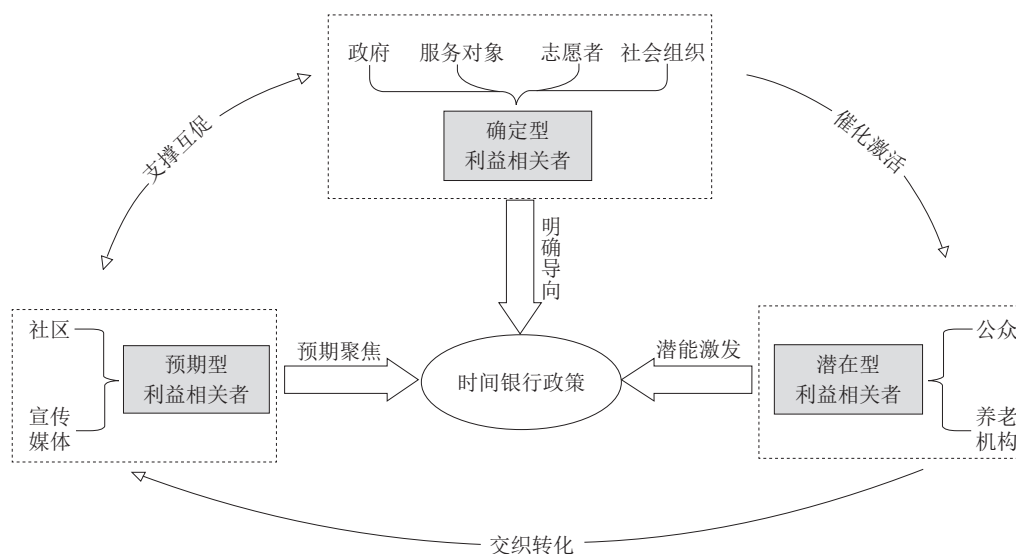 政府 服务对象 志愿者 社会组织
确定型
利益相关者
支撑互促
催化激活
明确导向
社区
宣传
媒体
预期型
利益相关者
预期聚焦
时间银行政策
潜能激发
潜在型
利益相关者
公众
养老
机构
交织转化